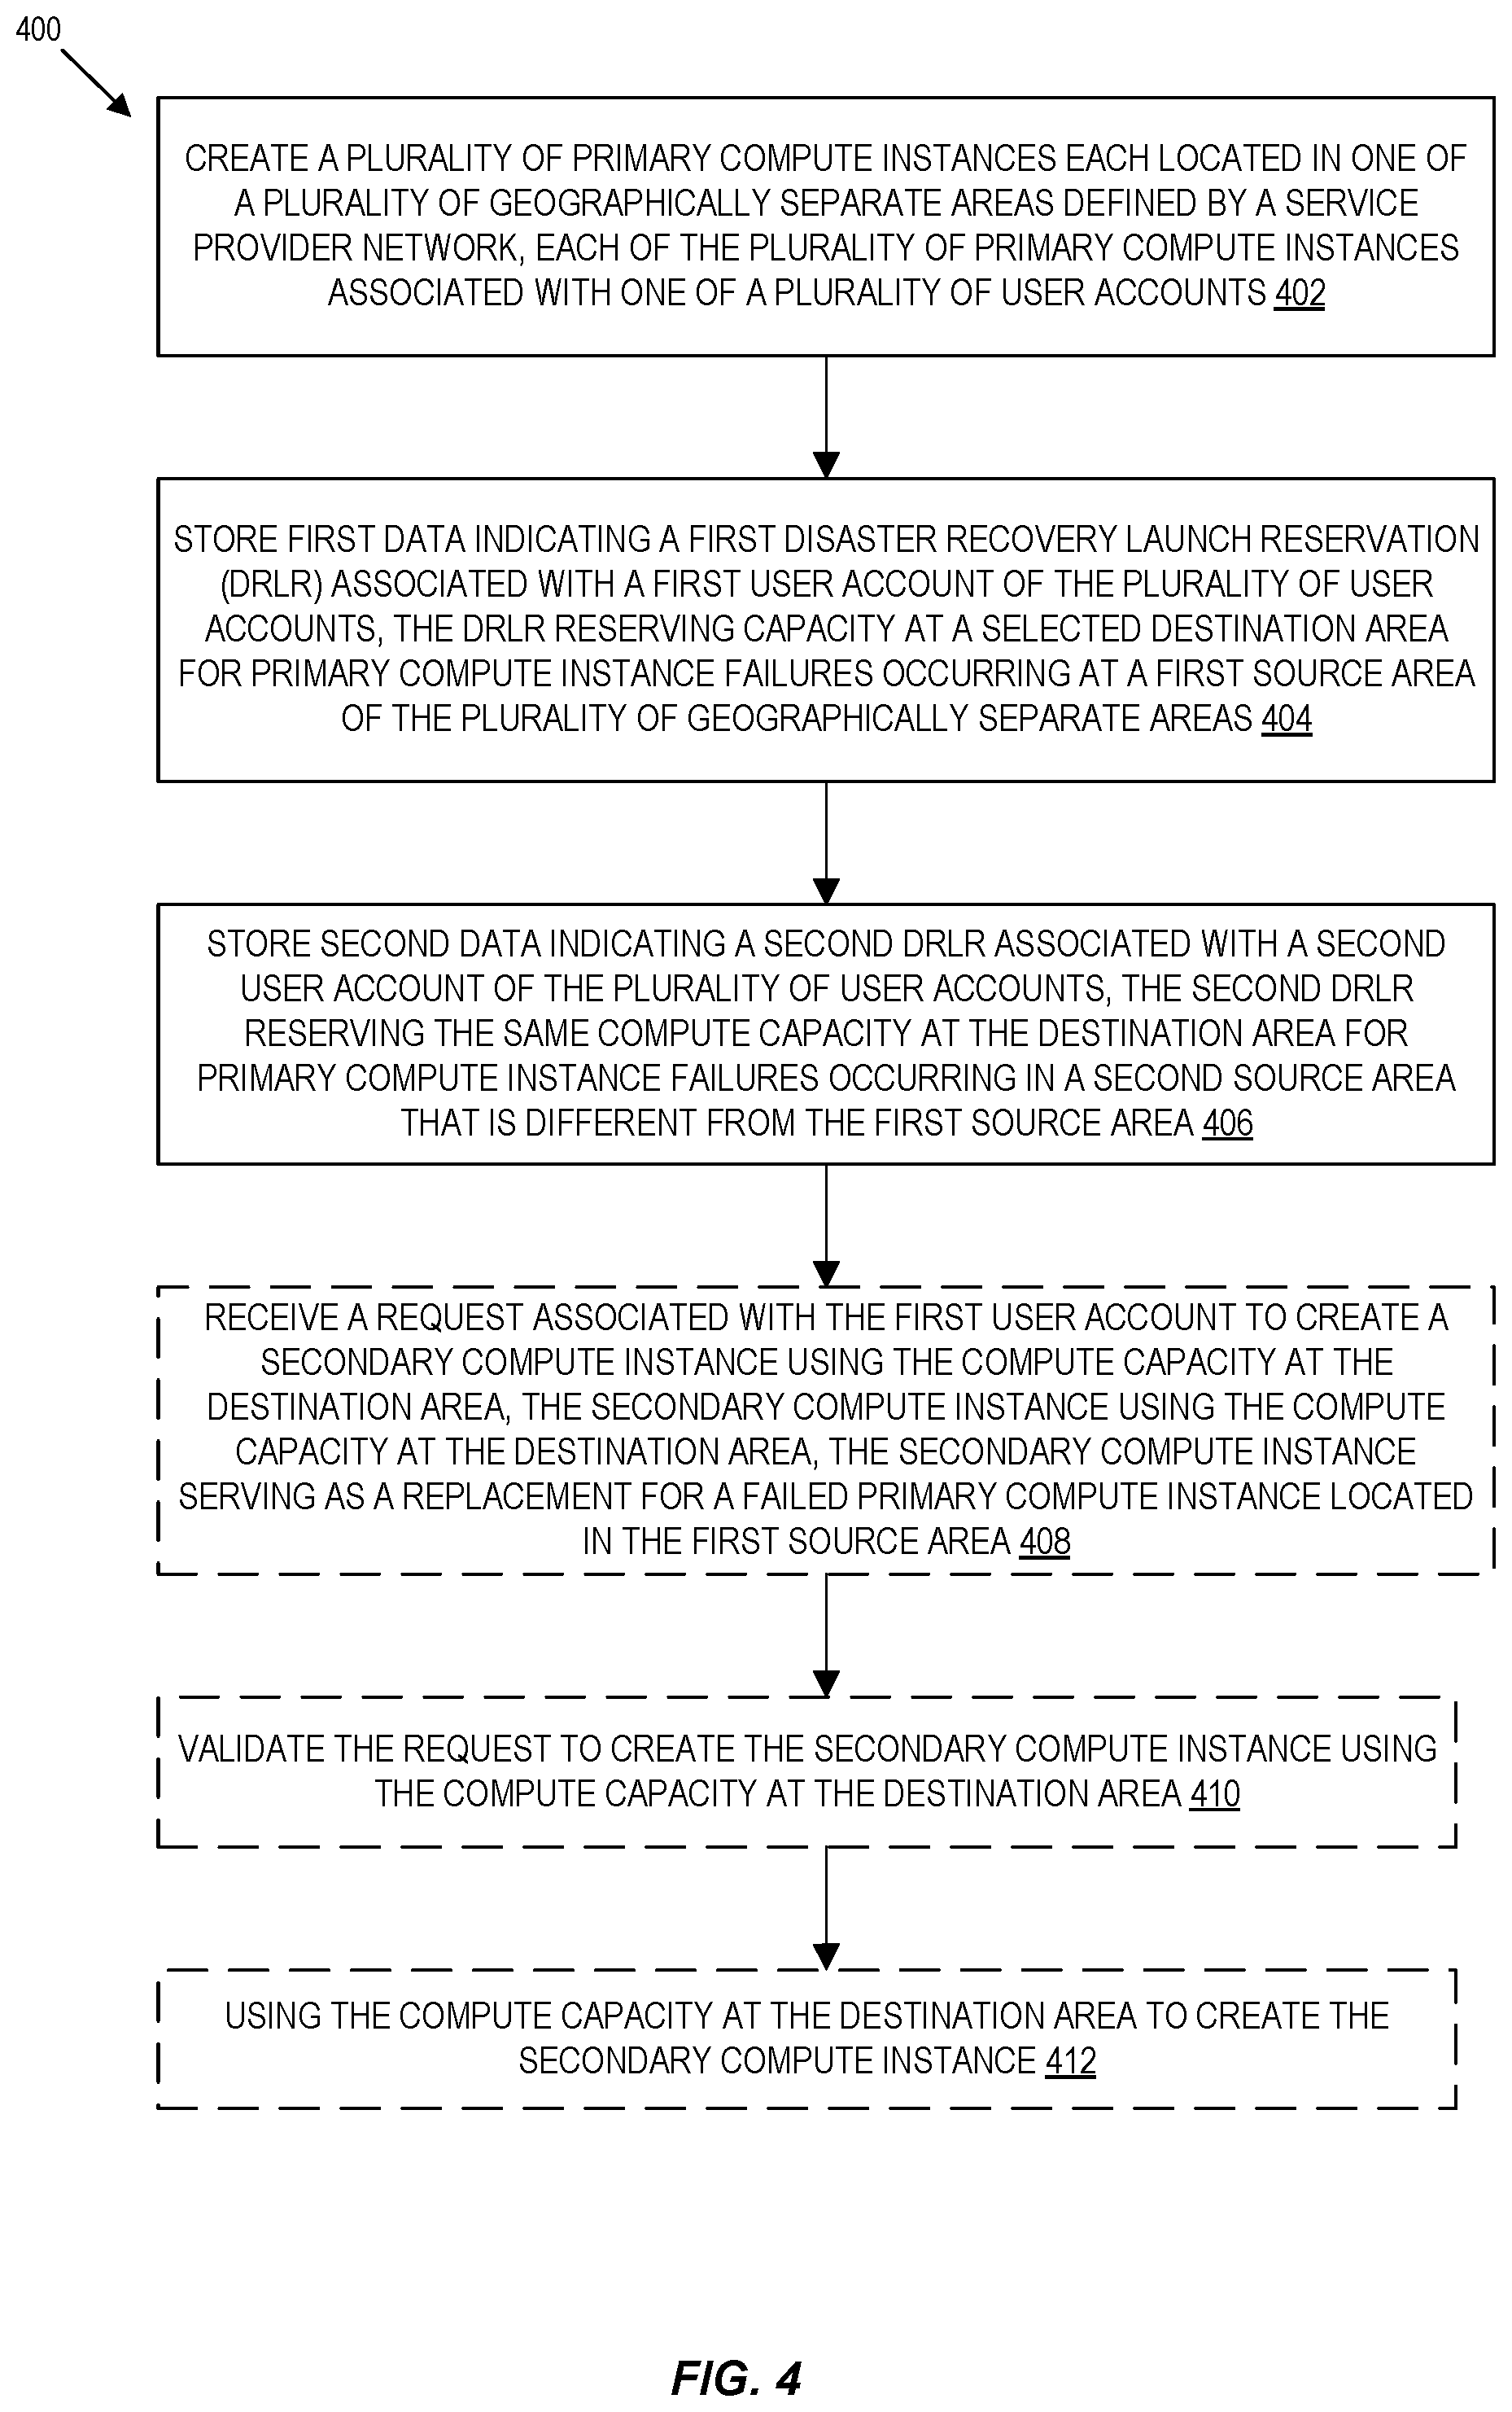 400
CREATE A PLURALITY OF PRIMARY COMPUTE INSTANCES EACH LOCATED IN ONE OF
A PLURALITY OF GEOGRAPHICALLY SEPARATE AREAS DEFINED BY A SERVICE
PROVIDER NETWORK, EACH OF THE PLURALITY OF PRIMARY COMPUTE INSTANCES
ASSOCIATED WITH ONE OF A PLURALITY OF USER ACCOUNTS 402
STORE FIRST DATA INDICATING A FIRST DISASTER RECOVERY LAUNCH RESERVATION
(DRLR) ASSOCIATED WITH A FIRST USER ACCOUNT OF THE PLURALITY OF USER
ACCOUNTS, THE DRLR RESERVING CAPACITY AT A SELECTED DESTINATION AREA
FOR PRIMARY COMPUTE INSTANCE FAILURES OCCURRING AT A FIRST SOURCE AREA
OF THE PLURALITY OF GEOGRAPHICALLY SEPARATE AREAS 404
STORE SECOND DATA INDICATING A SECOND DRLR ASSOCIATED WITH A SECOND
USER ACCOUNT OF THE PLURALITY OF USER ACCOUNTS, THE SECOND DRLR
RESERVING THE SAME COMPUTE CAPACITY AT THE DESTINATION AREA FOR
PRIMARY COMPUTE INSTANCE FAILURES OCCURRING IN A SECOND SOURCE AREA
THAT IS DIFFERENT FROM THE FIRST SOURCE AREA 406
RECEIVE A REQUEST ASSOCIATED WITH THE FIRST USER ACCOUNT TO CREATE A
SECONDARY COMPUTE INSTANCE USING THE COMPUTE CAPACITY AT THE
DESTINATION AREA, THE SECONDARY COMPUTE INSTANCE USING THE COMPUTE
CAPACITY AT THE DESTINATION AREA, THE SECONDARY COMPUTE INSTANCE
SERVING AS A REPLACEMENT FOR A FAILED PRIMARY COMPUTE INSTANCE LOCATED
IN THE FIRST SOURCE AREA 408
VALIDATE THE REQUEST TO CREATE THE SECONDARY COMPUTE INSTANCE USING
THE COMPUTE CAPACITY AT THE DESTINATION AREA 410
USING THE COMPUTE CAPACITY AT THE DESTINATION AREA TO CREATE THE
SECONDARY COMPUTE INSTANCE 412
FIG. 4